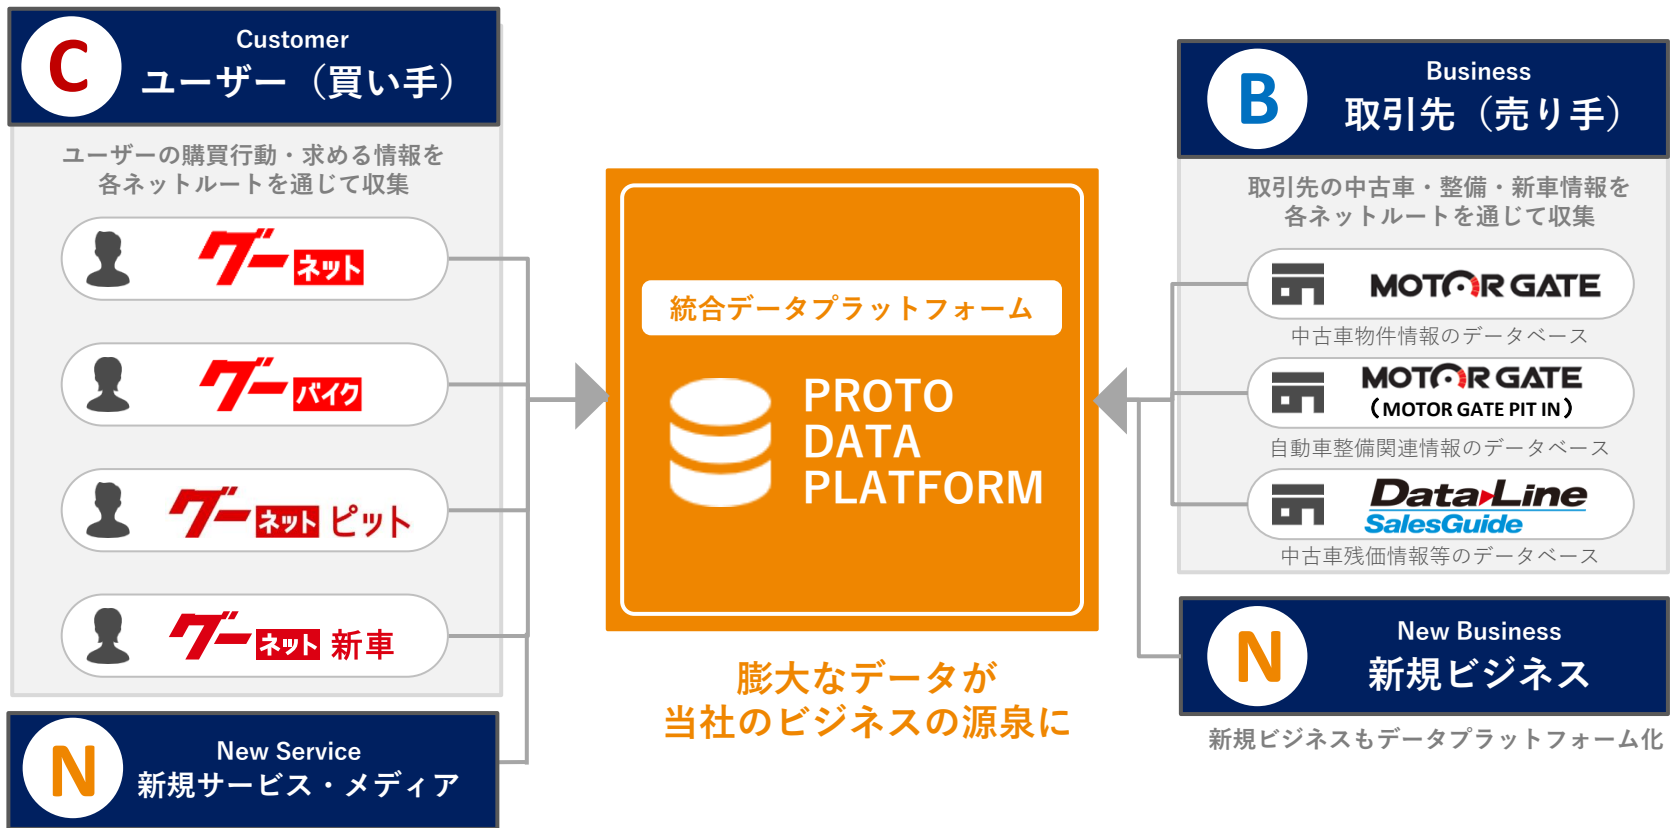 C
Customer
ユーザー（買い手）
ユーザーの購買行動・求める情報を
各ネットルートを通じて収集
グーネット
グーバイク
グーネットピット
グーネット新車
N
New Service
新規サービス・メディア
統合データプラットフォーム
PROTO
DATA
PLATFORM
膨大なデータが
当社のビジネスの源泉に
B
Business
取引先（売り手）
取引先の中古車・整備・新車情報を
各ネットルートを通じて収集
MOTOR GATE
中古車物件情報のデータベース
MOTOR GATE
（MOTOR GATE PIT IN）
自動車整備関連情報のデータベース
DataLine
SalesGuide
中古車残価情報等のデータベース
N
New Business
新規ビジネス
新規ビジネスもデータプラットフォーム化